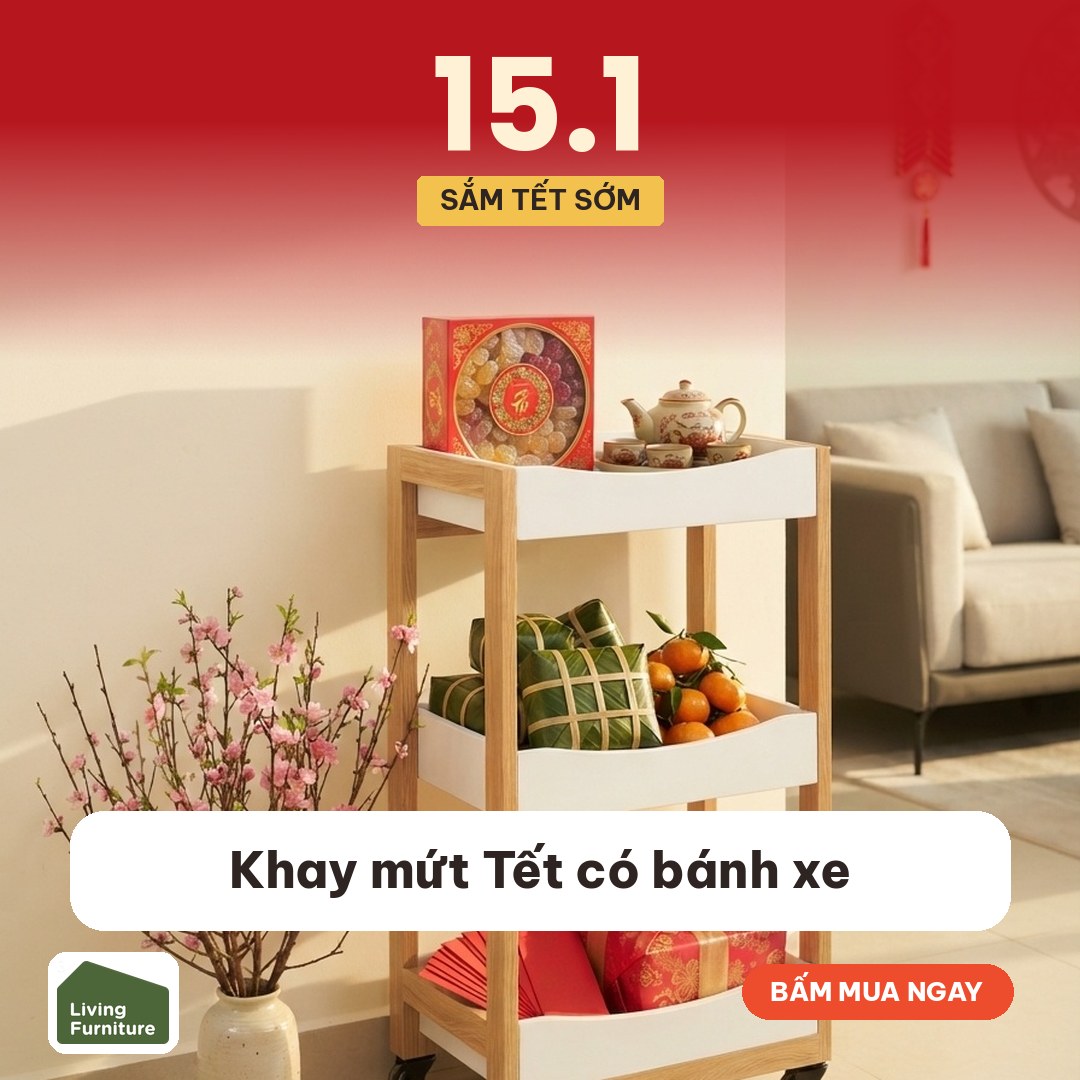 15.1
SẮM TẾT SỚM
Khay mứt Tết có bánh xe
Living
Furniture
BẤM MUA NGAY